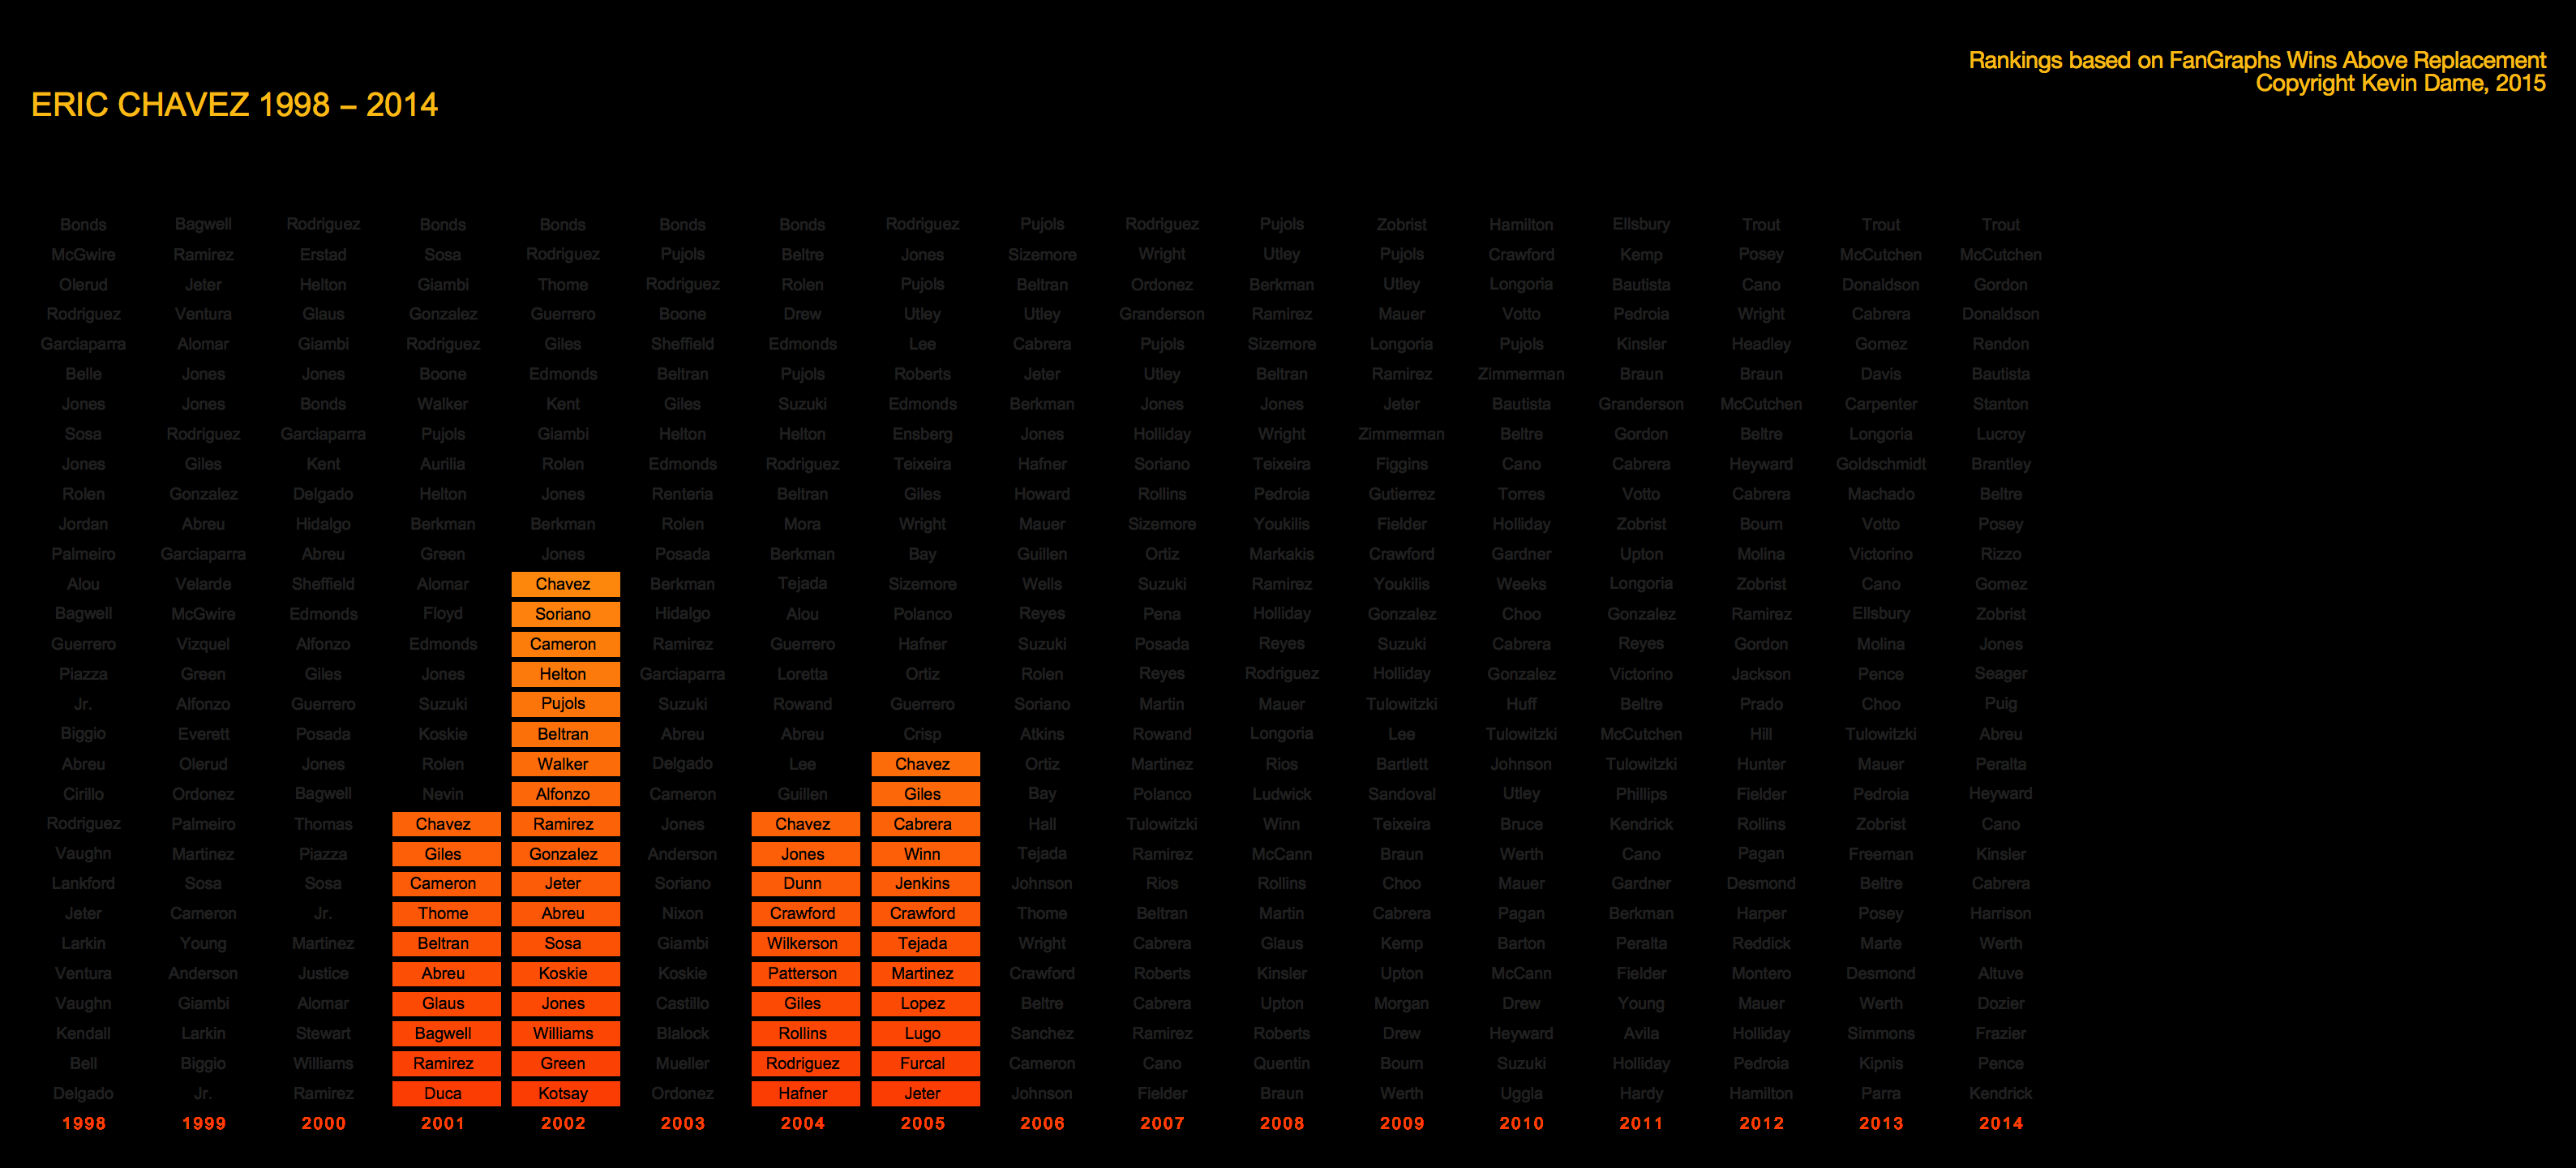 Rankings based on FanGraphs Wins Above Replacement
Copyright Kevin Dame, 2015
ERIC CHAVEZ 1998 – 2014
Bonds Bagwell Rodriguez Bonds Bonds Bonds Bonds Rodriguez Pujols Rodriguez Pujols Zobrist Hamilton Ellsbury Trout Trout Trout
McGwire Ramirez Erstad Sosa Rodriguez Pujols Beltre Jones Sizemore Wright Utley Pujols Crawford Kemp Posey McCutchen McCutchen
Olerud Jeter Helton Giambi Thome Rodriguez Rolen Pujols Beltran Ordonez Berkman Utley Longoria Bautista Cano Donaldson Gordon
Rodriguez Ventura Glaus Gonzalez Guerrero Boone Drew Utley Utley Granderson Ramirez Mauer Votto Pedroia Wright Cabrera Donaldson
Garciaparra Alomar Giambi Rodriguez Giles Sheffield Edmonds Lee Cabrera Pujols Sizemore Longoria Pujols Kinsler Headley Gomez Rendon
Belle Jones Jones Boone Edmonds Beltran Pujols Roberts Jeter Utley Beltran Ramirez Zimmerman Braun Braun Davis Bautista
Jones Jones Bonds Walker Kent Giles Suzuki Edmonds Berkman Jones Jones Jeter Bautista Granderson McCutchen Carpenter Stanton
Sosa Rodriguez Garciaparra Pujols Giambi Helton Helton Ensberg Jones Holliday Wright Zimmerman Beltre Gordon Beltre Longoria Lucroy
Jones Giles Kent Aurilia Rolen Edmonds Rodriguez Teixeira Hafner Soriano Teixeira Figgins Cano Cabrera Heyward Goldschmidt Brantley
Rolen Gonzalez Delgado Helton Jones Renteria Beltran Giles Howard Rollins Pedroia Gutierrez Torres Votto Cabrera Machado Beltre
Jordan Abreu Hidalgo Berkman Berkman Rolen Mora Wright Mauer Sizemore Youkilis Fielder Holliday Zobrist Bourn Votto Posey
Palmeiro Garciaparra Abreu Green Jones Posada Berkman Bay Guillen Ortiz Markakis Crawford Gardner Upton Molina Victorino Rizzo
Alou Velarde Sheffield Alomar Chavez Berkman Tejada Sizemore Wells Suzuki Ramirez Youkilis Weeks Longoria Zobrist Cano Gomez
Bagwell McGwire Edmonds Floyd Soriano Hidalgo Alou Polanco Reyes Pena Holliday Gonzalez Choo Gonzalez Ramirez Ellsbury Zobrist
Guerrero Vizquel Alfonzo Edmonds Cameron Ramirez Guerrero Hafner Suzuki Posada Reyes Suzuki Cabrera Reyes Gordon Molina Jones
Piazza Green Giles Jones Helton Garciaparra Loretta Ortiz Rolen Reyes Rodriguez Holliday Gonzalez Victorino Jackson Pence Seager
Jr. Alfonzo Guerrero Suzuki Pujols Suzuki Rowand Guerrero Soriano Martin Mauer Tulowitzki Huff Beltre Prado Choo Puig
Biggio Everett Posada Koskie Beltran Abreu Abreu Crisp Atkins Rowand Longoria Lee Tulowitzki McCutchen Hill Tulowitzki Abreu
Abreu Olerud Jones Rolen Walker Delgado Lee Chavez Ortiz Martinez Rios Bartlett Johnson Tulowitzki Hunter Mauer Peralta
Cirillo Ordonez Bagwell Nevin Alfonzo Cameron Guillen Giles Bay Polanco Ludwick Sandoval Utley Phillips Fielder Pedroia Heyward
Rodriguez Palmeiro Thomas Chavez Ramirez Jones Chavez Cabrera Hall Tulowitzki Winn Teixeira Bruce Kendrick Rollins Zobrist Cano
Vaughn Martinez Piazza Giles Gonzalez Anderson Jones Winn Tejada Ramirez McCann Braun Werth Cano Pagan Freeman Kinsler
Lankford Sosa Sosa Cameron Jeter Soriano Dunn Jenkins Johnson Rios Rollins Choo Mauer Gardner Desmond Beltre Cabrera
Jeter Cameron Jr. Thome Abreu Nixon Crawford Crawford Thome Beltran Martin Cabrera Pagan Berkman Harper Posey Harrison
Larkin Young Martinez Beltran Sosa Giambi Wilkerson Tejada Wright Cabrera Glaus Kemp Barton Peralta Reddick Marte Werth
Ventura Anderson Justice Abreu Koskie Koskie Patterson Martinez Crawford Roberts Kinsler Upton McCann Fielder Montero Desmond Altuve
Vaughn Giambi Alomar Glaus Jones Castillo Giles Lopez Beltre Cabrera Upton Morgan Drew Young Mauer Werth Dozier
Kendall Larkin Stewart Bagwell Williams Blalock Rollins Lugo Sanchez Ramirez Roberts Drew Heyward Avila Holliday Simmons Frazier
Bell Biggio Williams Ramirez Green Mueller Rodriguez Furcal Cameron Cano Quentin Bourn Suzuki Holliday Pedroia Kipnis Pence
Delgado Jr. Ramirez Duca Kotsay Ordonez Hafner Jeter Johnson Fielder Braun Werth Uggla Hardy Hamilton Parra Kendrick
1998 1999 2000 2001 2002 2003 2004 2005 2006 2007 2008 2009 2010 2011 2012 2013 2014